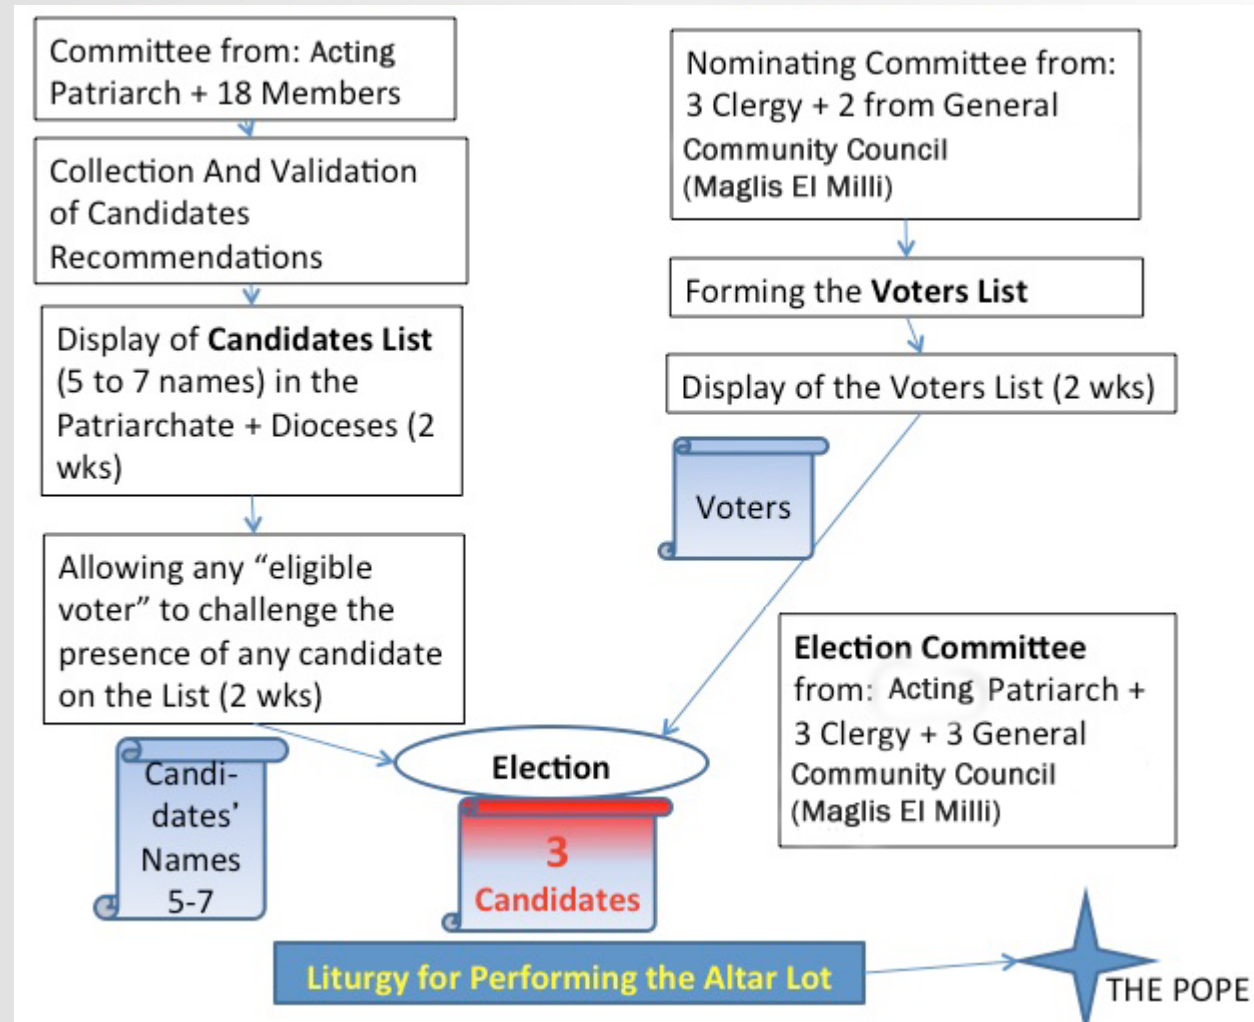 Committee from: Acting
Patriarch + 18 Members
Collection And Validation
of Candidates
Recommendations
Display of Candidates List
(5 to 7 names) in the
Patriarchate + Dioceses (2
wks)
Allowing any “eligible
voter” to challenge the
presence of any candidate
on the List (2 wks)
Candi-
dates’
Names
5-7
Nominating Committee from:
3 Clergy + 2 from General
Community Council
(Maglis El Milli)
Forming the Voters List
Display of the Voters List (2 wks)
Voters
Election Committee
from: Acting Patriarch +
3 Clergy + 3 General
Community Council
(Maglis El Milli)
Election
3
Candidates
Liturgy for Performing the Altar Lot
THE POPE